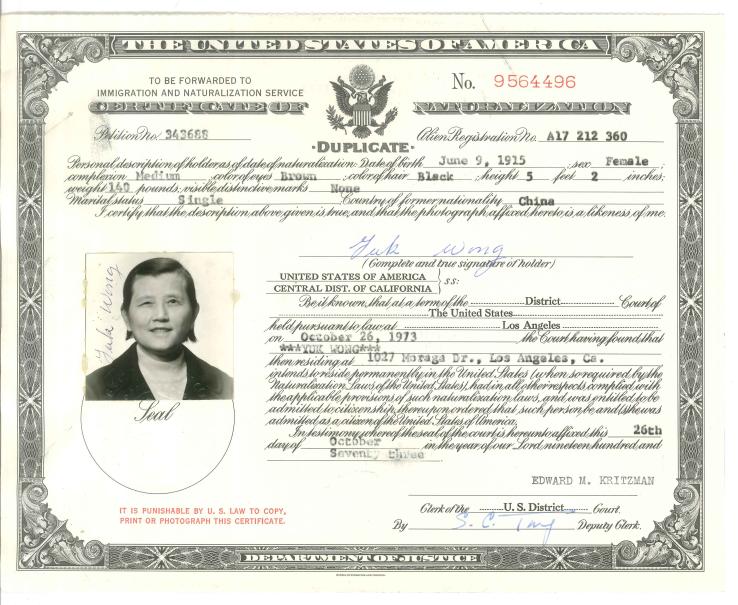 THE UNITED STATES OF AMERICA
TO BE FORWARDED TO
IMMIGRATION AND NATURALIZATION SERVICE
No. 9564496
CERTIFICATE OF NATURALIZATION
Petition No. 343688
Alien Registration No. A17 212 360
·DUPLICATE·
Personal description of holder as of date of naturalization: Date of birth June 9, 1915 ; sex Female ;
complexion Medium ; color of eyes Brown ; color of hair Black ; height 5 feet 2 inches;
weight 140 pounds; visible distinctive marks None
Marital status Single Country of former nationality China
I certify that the description above given is true, and that the photograph affixed hereto is a likeness of me.
Yuk Wong
(Complete and true signature of holder)
UNITED STATES OF AMERICA
CENTRAL DIST. OF CALIFORNIA
} ss:
Be it known, that at a term of the District Court of
The United States
held pursuant to law at Los Angeles
on October 26, 1973 the Court having found that
***YUK WONG***
then residing at 1027 Moraga Dr., Los Angeles, Ca.
intends to reside permanently in the United States (when so required by the
Naturalization Laws of the United States), had in all other respects complied with
the applicable provisions of such naturalization laws, and was entitled to be
admitted to citizenship, thereupon ordered that such person be and (s)he was
admitted as a citizen of the United States of America.
In testimony whereof the seal of the court is hereunto affixed this 26th
day of October in the year of our Lord, nineteen hundred and
Seventy three
Yuk Wong
Seal
IT IS PUNISHABLE BY U. S. LAW TO COPY,
PRINT OR PHOTOGRAPH THIS CERTIFICATE.
EDWARD M. KRITZMAN
Clerk of the U. S. District Court.
By Deputy Clerk.
DEPARTMENT OF JUSTICE